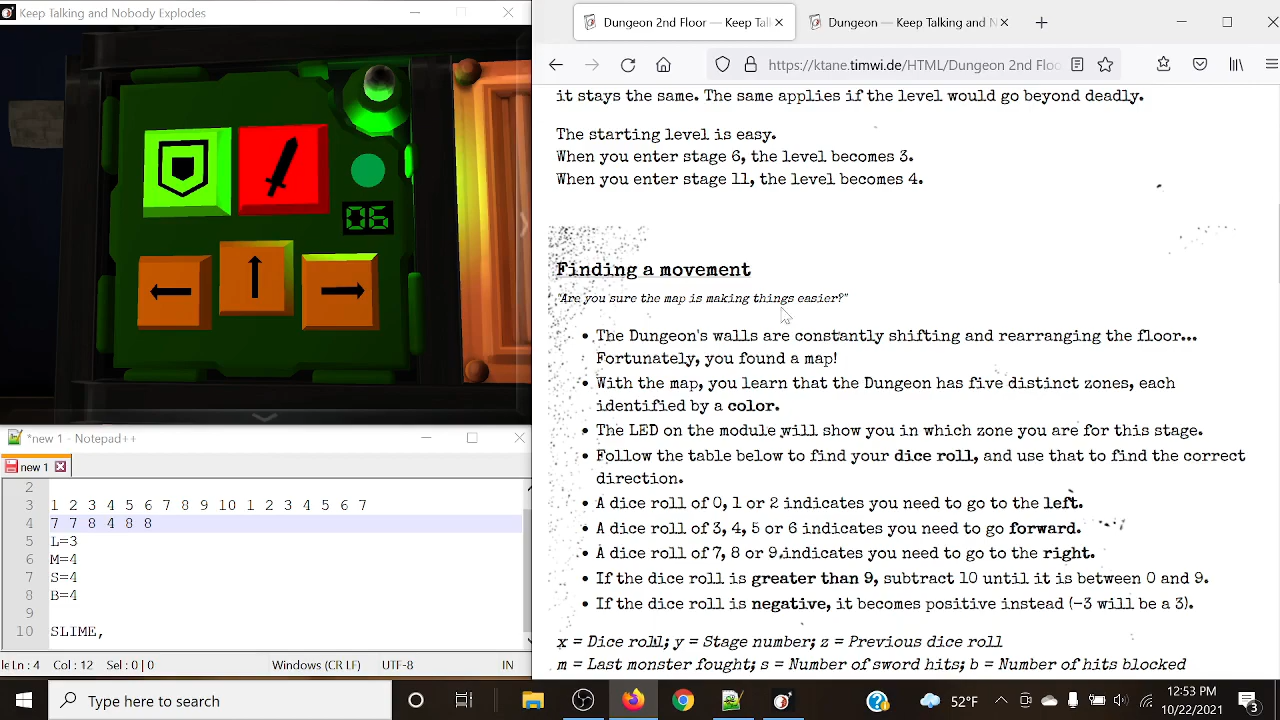 Keep Talking and Nobody Explodes
06
*new 1 - Notepad++
new 1
2
3 1 2 3 4 5 6 7 8 9 10 1 2 3 4 5 6 7
4 7 7 8 4 8 8
5 L=3
6 M=4
7 S=4
8 B=4
9
10 SLIME,
le Ln : 4 Col : 12 Sel : 0 | 0 Windows (CR LF) UTF-8 IN
Dungeon 2nd Floor — Keep Tal
Dungeon — Keep Talking and N
https://ktane.timwi.de/HTML/Dungeon 2nd Floo
it stays the same. The same applies if the level would go beyond deadly.
The starting level is easy.
When you enter stage 6, the level becomes 3.
When you enter stage 11, the level becomes 4.
Finding a movement
"Are you sure the map is making things easier?"
• The Dungeon's walls are constantly shifting and rearranging the floor...
Fortunately, you found a map!
• With the map, you learn that the Dungeon has five distinct zones, each
identified by a color.
• The LED on the module will show you in which zone you are for this stage.
• Follow the table below to find your dice roll, and use that to find the correct
direction.
• A dice roll of 0, 1 or 2 indicates you need to go to the left.
• A dice roll of 3, 4, 5 or 6 indicates you need to go forward.
• A dice roll of 7, 8 or 9 indicates you need to go to the right.
• If the dice roll is greater than 9, subtract 10 until it is between 0 and 9.
• If the dice roll is negative, it becomes positive instead (-3 will be a 3).
x = Dice roll; y = Stage number; z = Previous dice roll
m = Last monster fought; s = Number of sword hits; b = Number of hits blocked
Type here to search
52°F
12:53 PM
10/22/2021
3